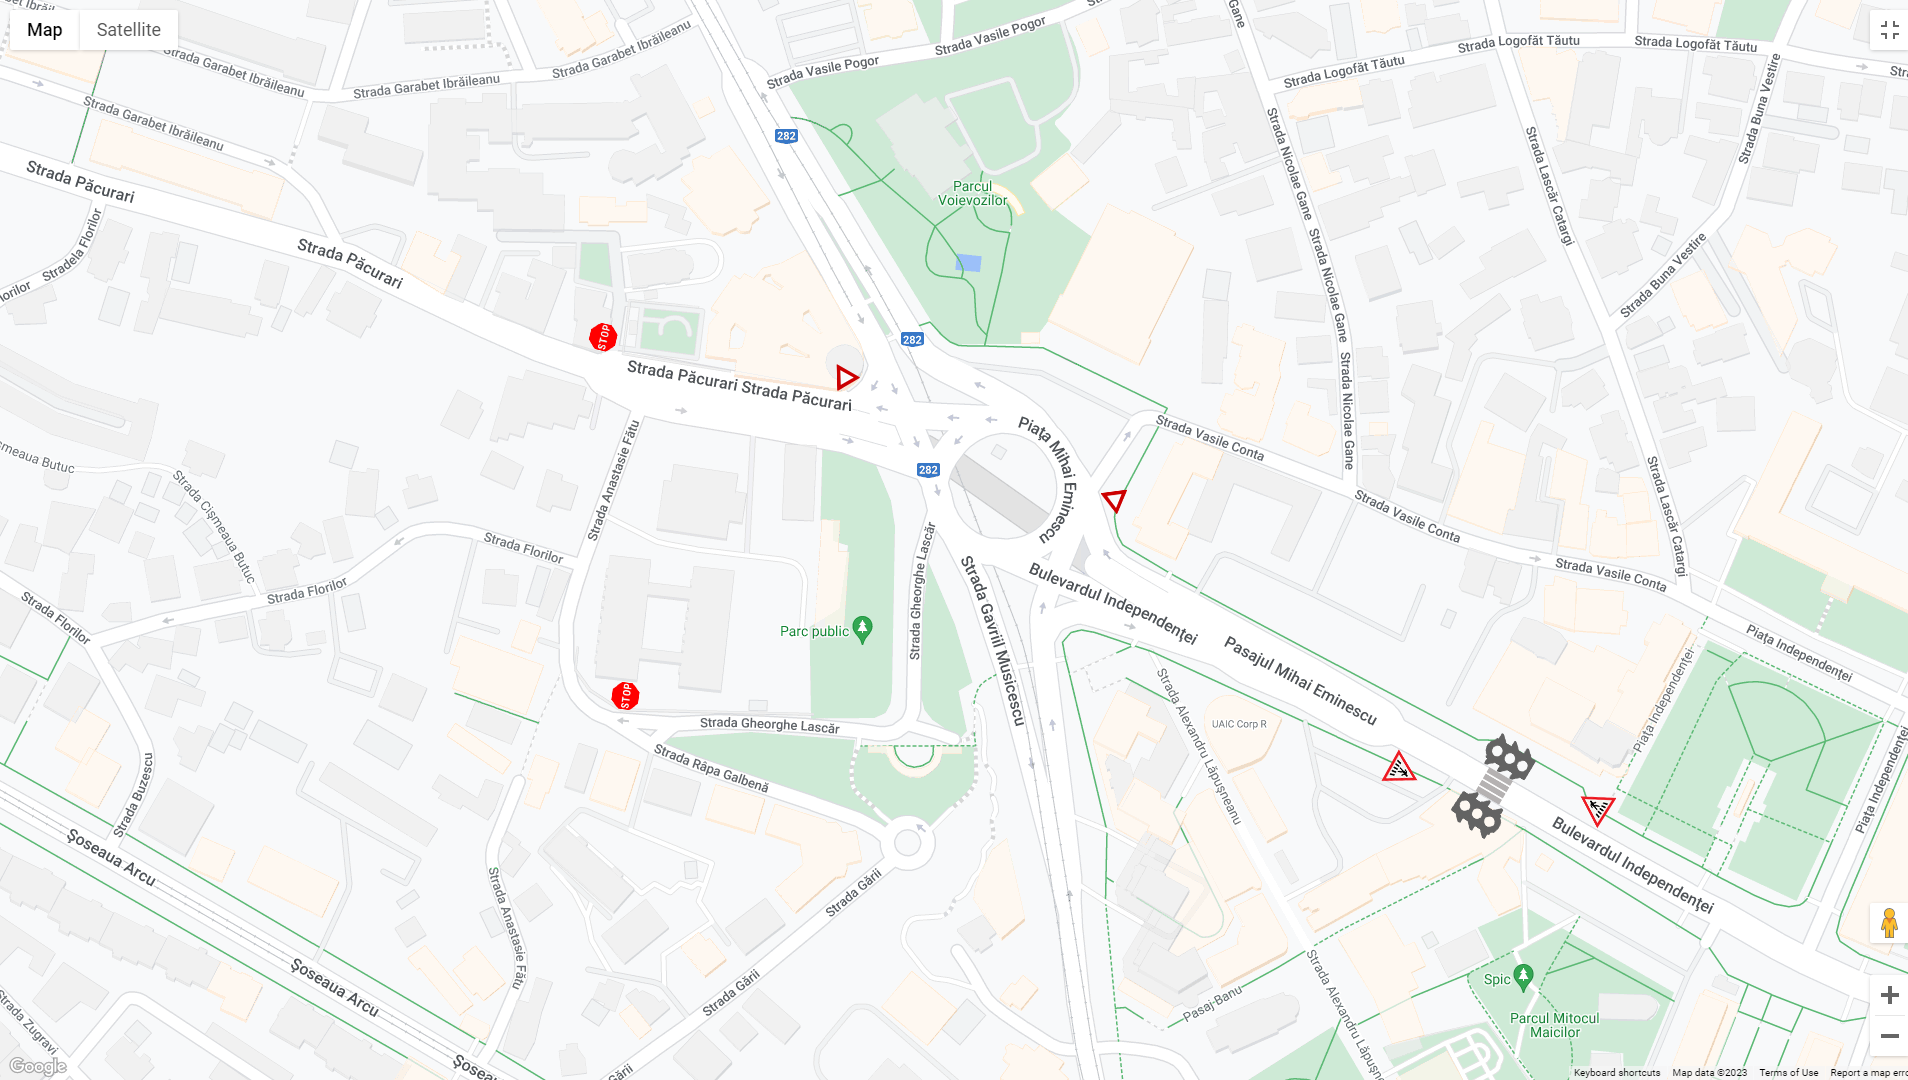 Map
Satellite
Strada Garabet Ibrăileanu
Strada Garabet Ibrăileanu
Strada Garabet Ibrăileanu
Strada Garabet Ibrăileanu
Strada Vasile Pogor
Strada Vasile Pogor
Gane
Strada Logofăt Tăutu
Strada Logofăt Tăutu
Strada Logofăt Tăutu
Strada Buna Vestire
Strada Buna Vestire
282
Strada Păcurari
Strada Păcurari
Stradela Florilor
Parcul
Voievozilor
Strada Nicolae Gane
Strada Nicolae Gane
Strada Nicolae Gane
Strada Lascăr Catargi
Strada Lascăr Catargi
STOP
282
Strada Păcurari Strada Păcurari
282
Piața Mihai Eminescu
Strada Vasile Conta
Strada Vasile Conta
Strada Vasile Conta
Strada Anastasie Fătu
Strada Cișmeaua Butuc
Strada Florilor
Strada Florilor
Strada Florilor
Strada Gheorghe Lascăr
Strada Gavriil Musicescu
Bulevardul Independenței
Pasajul Mihai Eminescu
Parc public
STOP
Strada Gheorghe Lascăr
Strada Râpa Galbenă
UAIC Corp R
Strada Alexandru Lăpușneanu
Piața Independenței
Piața Independenței
Piața Independenței
Strada Buzescu
Șoseaua Arcu
Șoseaua Arcu
Strada Anastasie Fătu
Strada Gării
Strada Gării
Bulevardul Independenței
Spic
Parcul Mitocul
Maicilor
Pasaj-Banu
Strada Zugravi
Google
Keyboard shortcuts
Map data ©2023
Terms of Use
Report a map erro